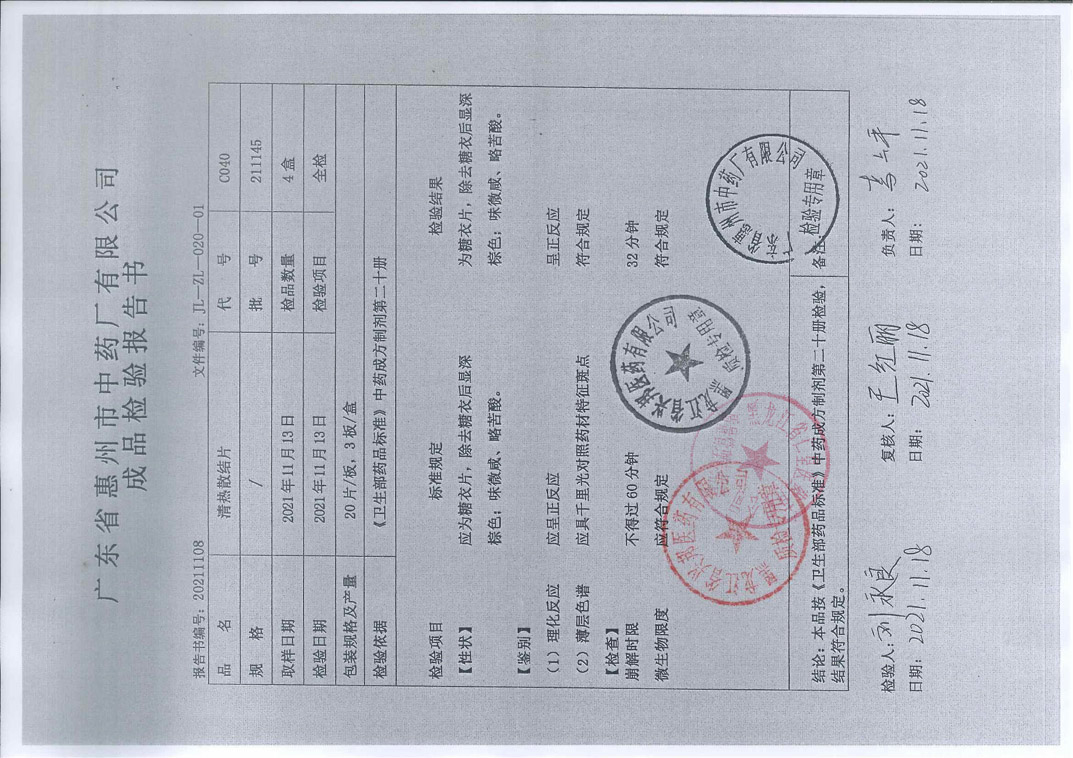 广东省惠州市中药厂有限公司
成品检验报告书
报告书编号:20211108 文件编号:JL—ZL—020—01
品 名 清热散结片 代 号 C040
规 格 / 批 号 211145
取样日期 2021年11月13日 检品数量 4盒
检验日期 2021年11月13日 检验项目 全检
包装规格及产量 20片/板,3板/盒
检验依据 《卫生部药品标准》中药成方制剂第二十册
检验项目 标准规定 检验结果
【性状】 应为糖衣片,除去糖衣后显深 为糖衣片,除去糖衣后显深
棕色;味微咸、略苦酸。 棕色;味微咸、略苦酸。
【鉴别】
(1)理化反应 应呈正反应 呈正反应
(2)薄层色谱 应具千里光对照药材特征斑点 符合规定
【检查】
崩解时限 不得过60分钟 32分钟
微生物限度 应符合规定 符合规定
结论:本品按《卫生部药品标准》中药成方制剂第二十册检验, 备注:
结果符合规定。
检验专用章
质检专用章
检验人:刘永良 复核人:王红丽 负责人:
日期:2021.11.18 日期:2021.11.18 日期:2021.11.18